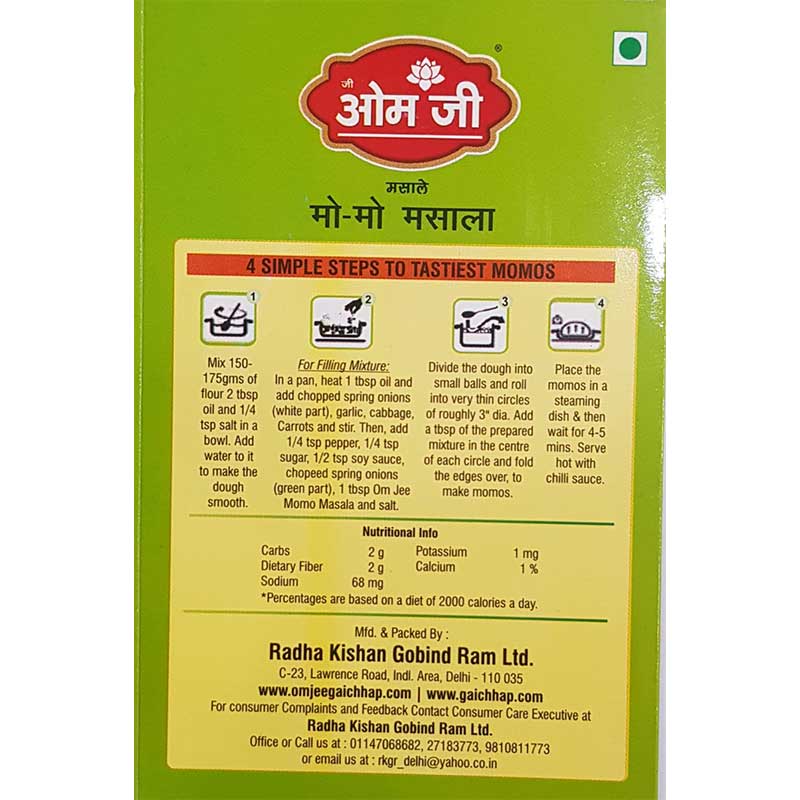 ®
जी
ओम जी
मसाले
मो-मो मसाला
4 SIMPLE STEPS TO TASTIEST MOMOS
1
Mix 150-
175gms of
flour 2 tbsp
oil and 1/4
tsp salt in a
bowl. Add
water to it
to make the
dough
smooth.
2
For Filling Mixture:
In a pan, heat 1 tbsp oil and
add chopped spring onions
(white part), garlic, cabbage,
Carrots and stir. Then, add
1/4 tsp pepper, 1/4 tsp
sugar, 1/2 tsp soy sauce,
chopeed spring onions
(green part), 1 tbsp Om Jee
Momo Masala and salt.
3
Divide the dough into
small balls and roll
into very thin circles
of roughly 3" dia. Add
a tbsp of the prepared
mixture in the centre
of each circle and fold
the edges over, to
make momos.
4
Place the
momos in a
steaming
dish & then
wait for 4-5
mins. Serve
hot with
chilli sauce.
Nutritional Info
Carbs 2 g Potassium 1 mg
Dietary Fiber 2 g Calcium 1 %
Sodium 68 mg
*Percentages are based on a diet of 2000 calories a day.
Mfd. & Packed By :
Radha Kishan Gobind Ram Ltd.
C-23, Lawrence Road, Indl. Area, Delhi - 110 035
www.omjeegaichhap.com | www.gaichhap.com
For consumer Complaints and Feedback Contact Consumer Care Executive at
Radha Kishan Gobind Ram Ltd.
Office or Call us at : 01147068682, 27183773, 9810811773
or email us at : rkgr_delhi@yahoo.co.in